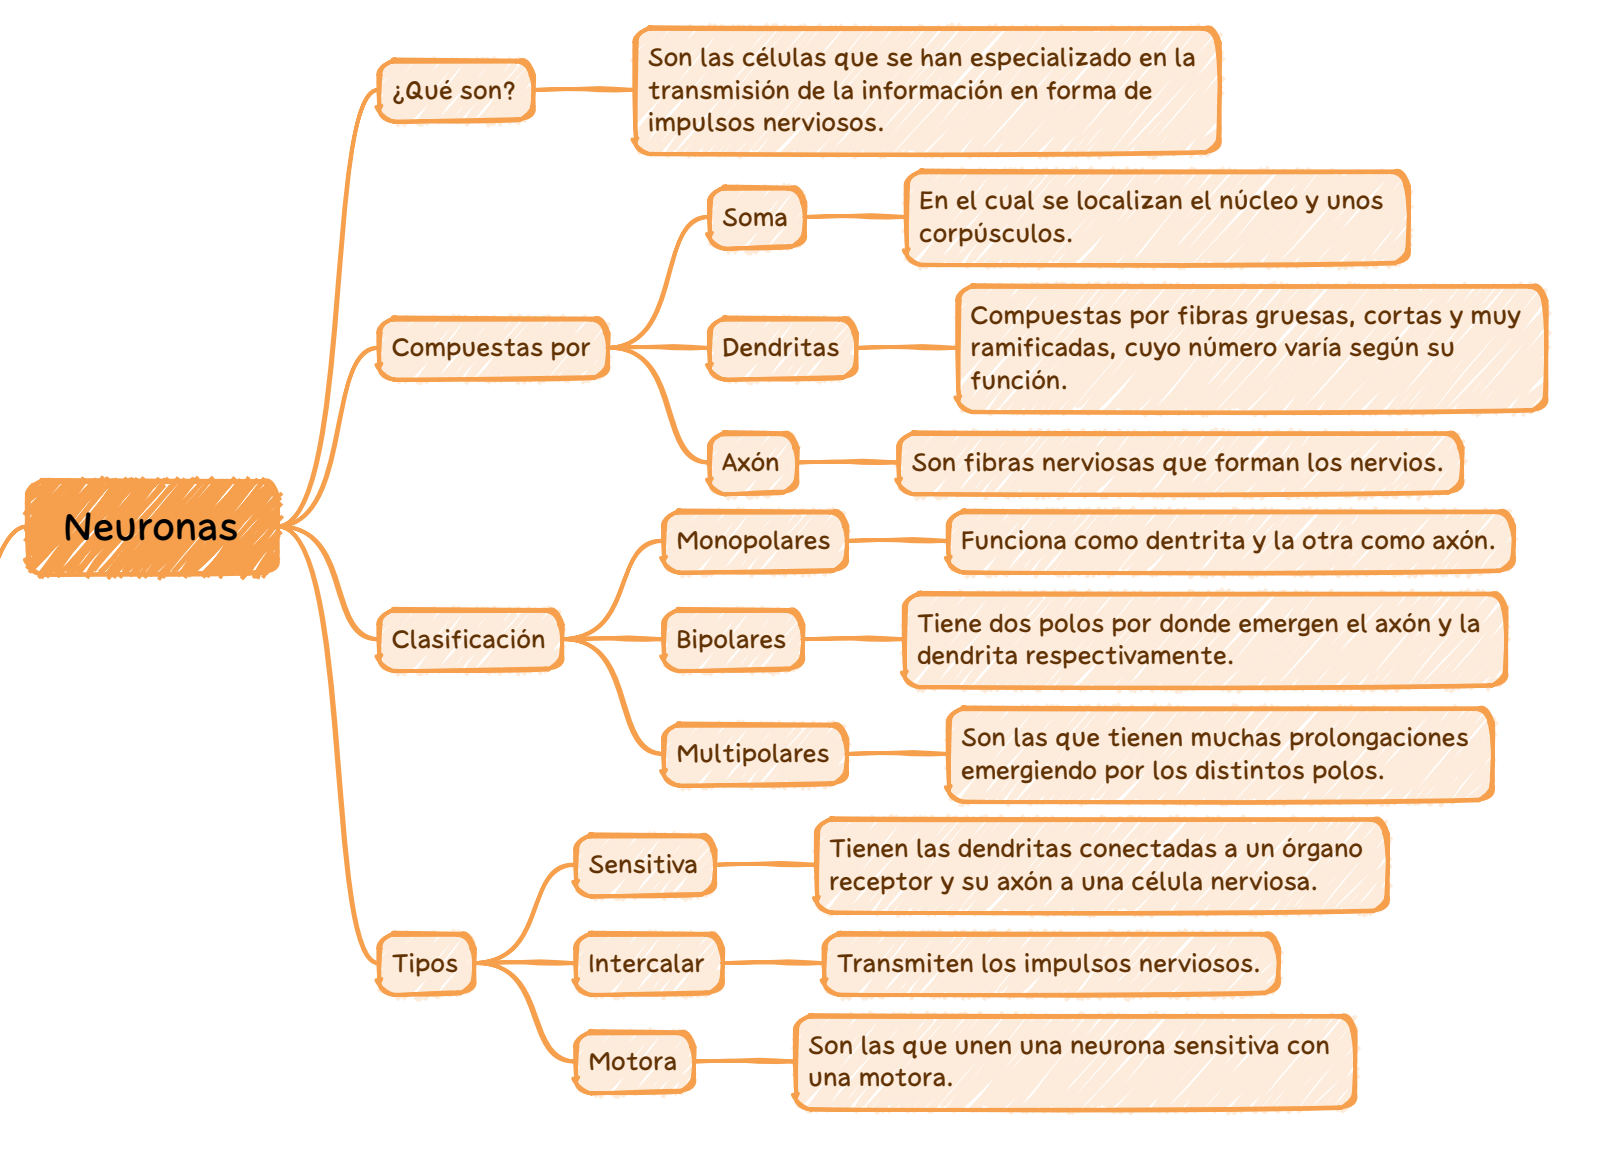 Neuronas
¿Qué son?
Son las células que se han especializado en la
transmisión de la información en forma de
impulsos nerviosos.
Compuestas por
Soma
En el cual se localizan el núcleo y unos
corpúsculos.
Dendritas
Compuestas por fibras gruesas, cortas y muy
ramificadas, cuyo número varía según su
función.
Axón
Son fibras nerviosas que forman los nervios.
Clasificación
Monopolares
Funciona como dentrita y la otra como axón.
Bipolares
Tiene dos polos por donde emergen el axón y la
dendrita respectivamente.
Multipolares
Son las que tienen muchas prolongaciones
emergiendo por los distintos polos.
Tipos
Sensitiva
Tienen las dendritas conectadas a un órgano
receptor y su axón a una célula nerviosa.
Intercalar
Transmiten los impulsos nerviosos.
Motora
Son las que unen una neurona sensitiva con
una motora.